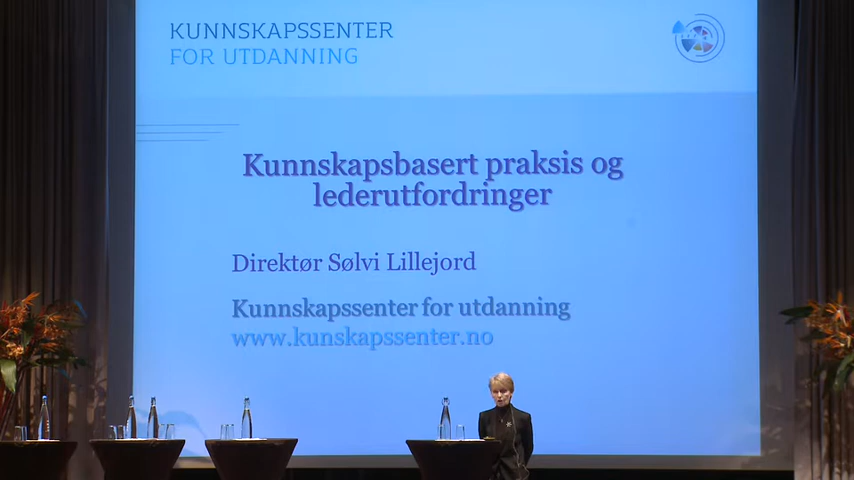 KUNNSKAPSSENTER
FOR UTDANNING
Kunnskapsbasert praksis og
lederutfordringer
Direktør Sølvi Lillejord
Kunnskapssenter for utdanning
www.kunskapssenter.no